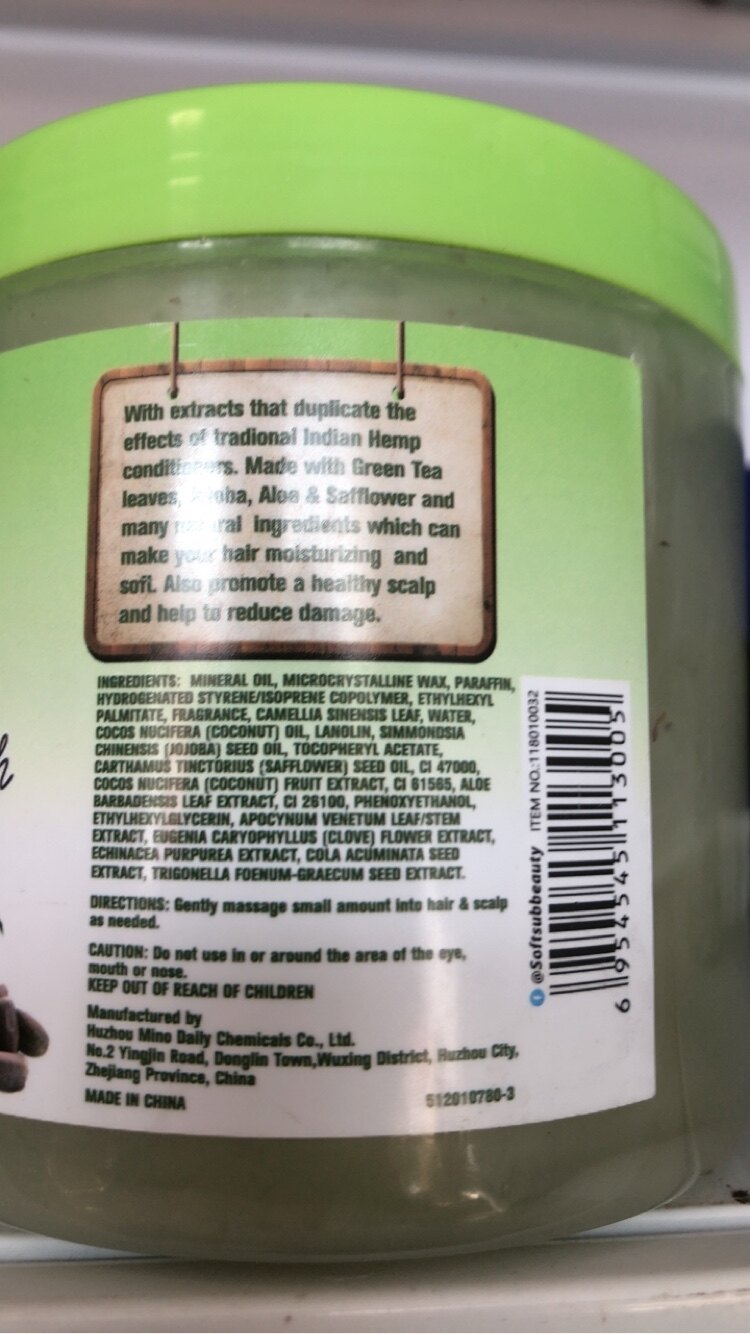 With extracts that duplicate the
effects of tradional Indian Hemp
conditioners. Made with Green Tea
leaves, Jojoba, Aloa & Safflower and
many natural ingredients which can
make your hair moisturizing and
soft. Also promote a healthy scalp
and help to reduce damage.
INGREDIENTS: MINERAL OIL, MICROCRYSTALLINE WAX, PARAFFIN,
HYDROGENATED STYRENE/ISOPRENE COPOLYMER, ETHYLHEXYL
PALMITATE, FRAGRANCE, CAMELLIA SINENSIS LEAF, WATER,
COCOS NUCIFERA (COCONUT) OIL, LANOLIN, SIMMONDSIA
CHINENSIS (JOJOBA) SEED OIL, TOCOPHERYL ACETATE,
CARTHAMUS TINCTORIUS (SAFFLOWER) SEED OIL, CI 47000,
COCOS NUCIFERA (COCONUT) FRUIT EXTRACT, CI 61565, ALOE
BARBADENSIS LEAF EXTRACT, CI 26100, PHENOXYETHANOL,
ETHYLHEXYLGLYCERIN, APOCYNUM VENETUM LEAF/STEM
EXTRACT, EUGENIA CARYOPHYLLUS (CLOVE) FLOWER EXTRACT,
ECHINACEA PURPUREA EXTRACT, COLA ACUMINATA SEED
EXTRACT, TRIGONELLA FOENUM-GRAECUM SEED EXTRACT.
DIRECTIONS: Gently massage small amount into hair & scalp
as needed.
CAUTION: Do not use in or around the area of the eye,
mouth or nose.
KEEP OUT OF REACH OF CHILDREN
Manufactured by
Huzhou Mino Daily Chemicals Co., Ltd.
No.2 Yingjin Road, Donglin Town,Wuxing District, Huzhou City,
Zhejiang Province, China
MADE IN CHINA
512010780-3
@Softsubbeauty ITEM NO.:118010032
6 954545 113005